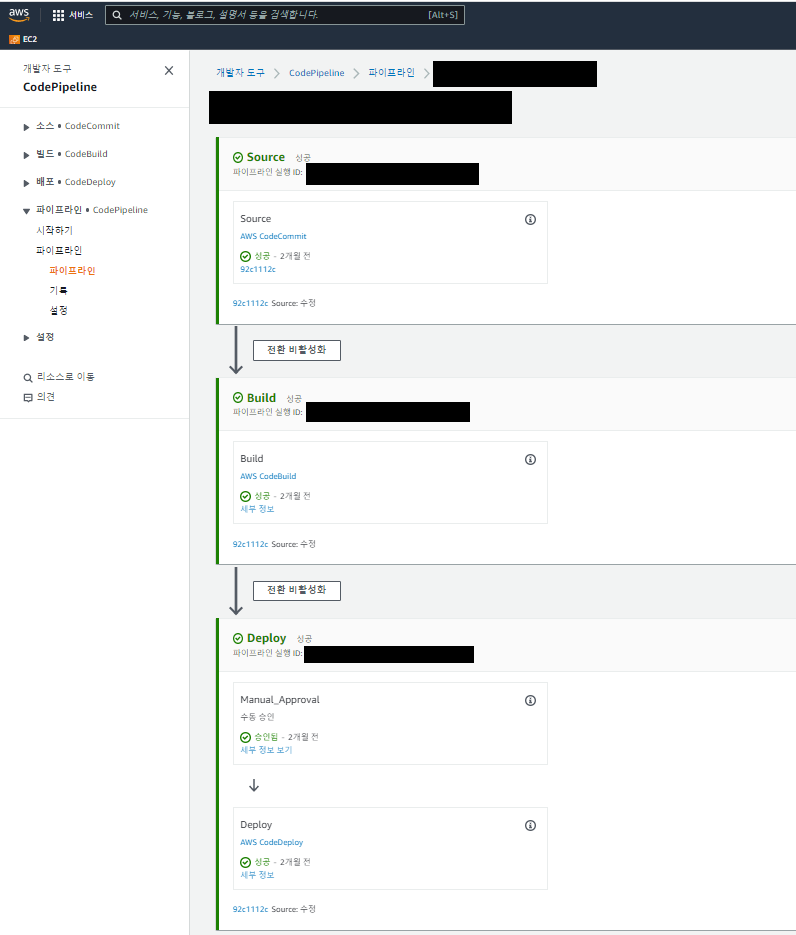 aws
서비스
서비스, 기능, 블로그, 설명서 등을 검색합니다.
[Alt+S]
EC2
개발자 도구
CodePipeline
소스 • CodeCommit
빌드 • CodeBuild
배포 • CodeDeploy
파이프라인 • CodePipeline
시작하기
파이프라인
파이프라인
기록
설정
설정
리소스로 이동
의견
개발자 도구 > CodePipeline > 파이프라인 >
Source 성공
파이프라인 실행 ID:
Source
AWS CodeCommit
성공 - 2개월 전
92c1112c
92c1112c Source: 수정
전환 비활성화
Build 성공
파이프라인 실행 ID:
Build
AWS CodeBuild
성공 - 2개월 전
세부 정보
92c1112c Source: 수정
전환 비활성화
Deploy 성공
파이프라인 실행 ID:
Manual_Approval
수동 승인
승인됨 - 2개월 전
세부 정보 보기
Deploy
AWS CodeDeploy
성공 - 2개월 전
세부 정보
92c1112c Source: 수정